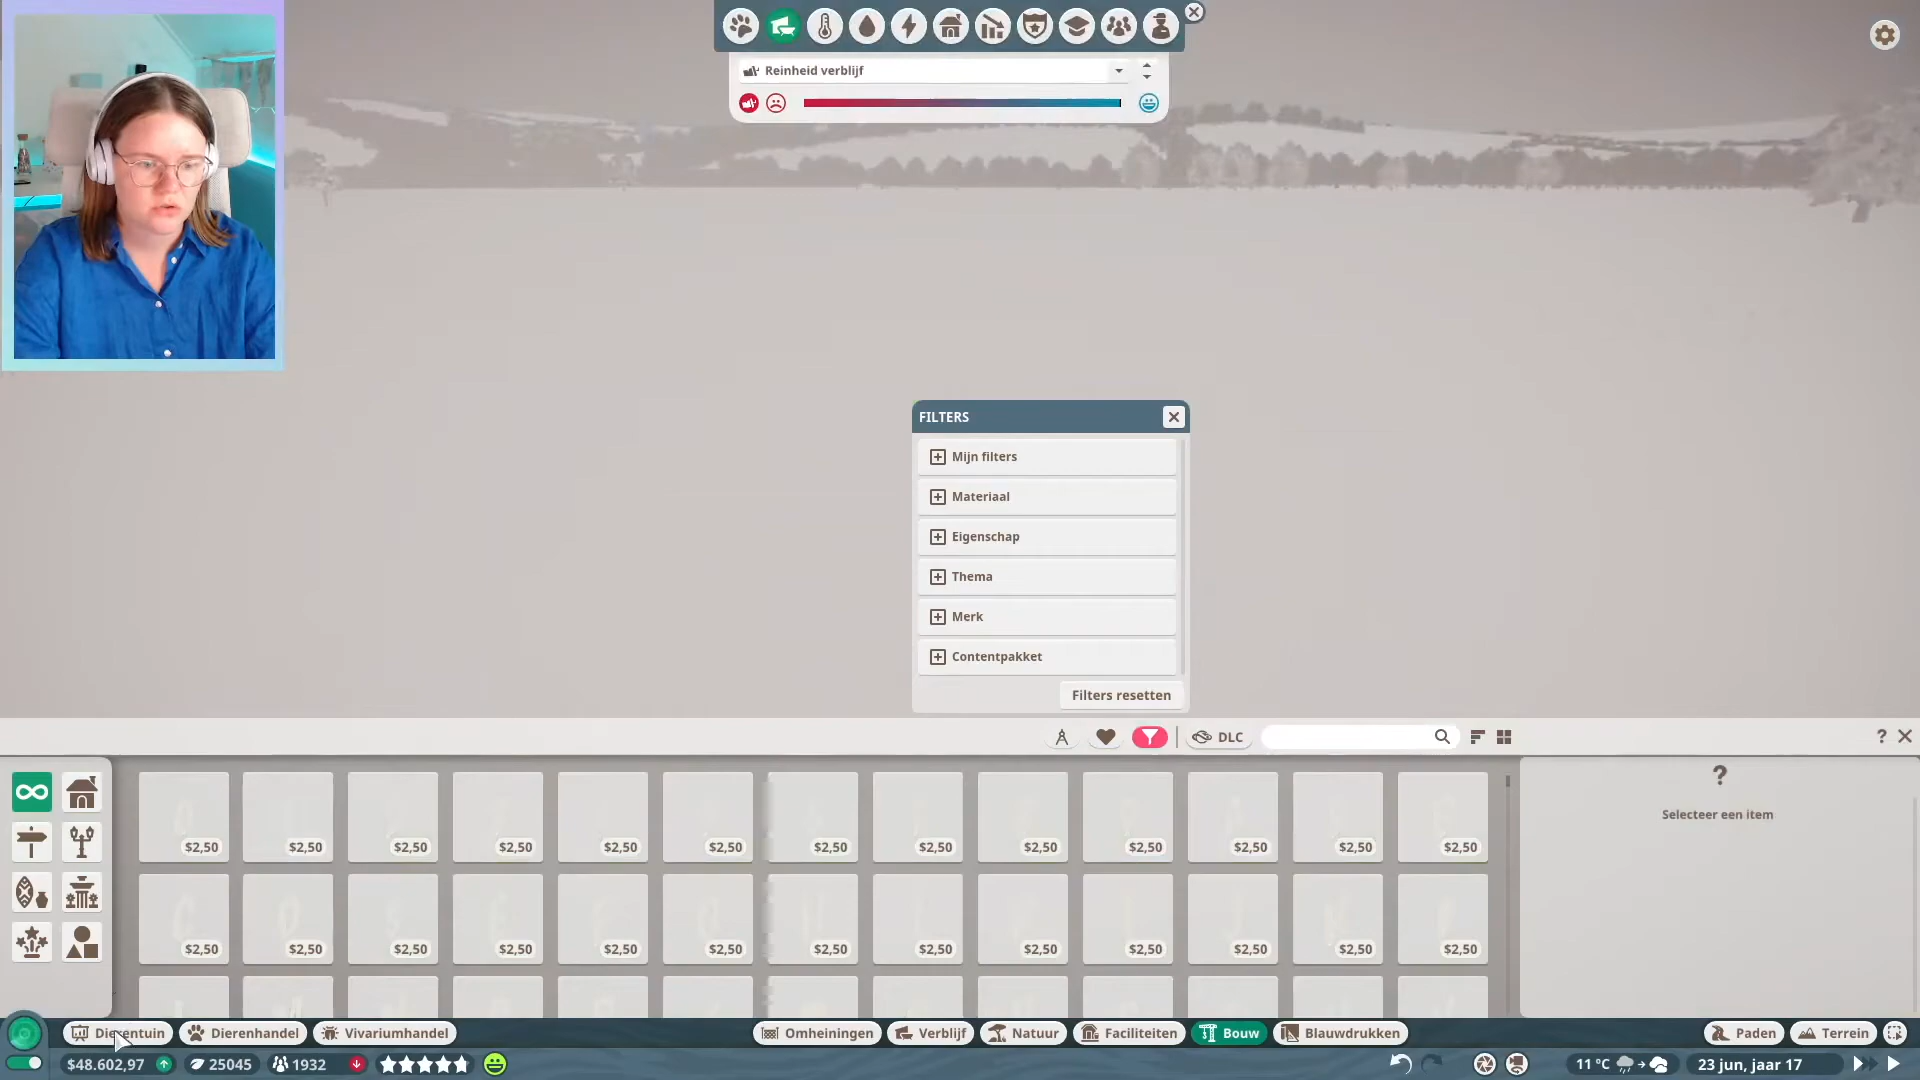 Reinheid verblijf
FILTERS
Mijn filters
Materiaal
Eigenschap
Thema
Merk
Contentpakket
Filters resetten
DLC
?
?
Selecteer een item
$2,50 $2,50 $2,50 $2,50 $2,50 $2,50 $2,50 $2,50 $2,50 $2,50 $2,50 $2,50 $2,50
$2,50 $2,50 $2,50 $2,50 $2,50 $2,50 $2,50 $2,50 $2,50 $2,50 $2,50 $2,50 $2,50
Dierentuin Dierenhandel Vivariumhandel Omheiningen Verblijf Natuur Faciliteiten Bouw Blauwdrukken Paden Terrein
$48.602,97 25045 1932 11 °C 23 jun, jaar 17